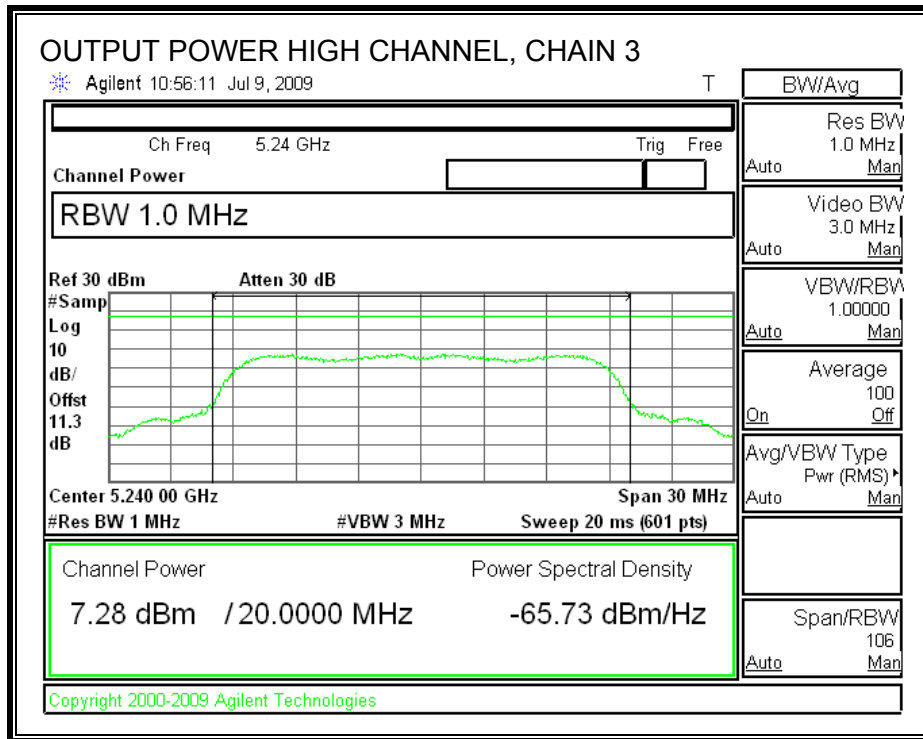 OUTPUT POWER HIGH CHANNEL, CHAIN 3
Agilent 10:56:11 Jul 9, 2009 T
Ch Freq 5.24 GHz Trig Free
Channel Power
RBW 1.0 MHz
Ref 30 dBm Atten 30 dB
#Samp
Log
10
dB/
Offst
11.3
dB
Center 5.240 00 GHz Span 30 MHz
#Res BW 1 MHz #VBW 3 MHz Sweep 20 ms (601 pts)
Channel Power Power Spectral Density
7.28 dBm / 20.0000 MHz -65.73 dBm/Hz
Copyright 2000-2009 Agilent Technologies
BW/Avg
Res BW
1.0 MHz
Auto Man
Video BW
3.0 MHz
Auto Man
VBW/RBW
1.00000
Auto Man
Average
100
On Off
Avg/VBW Type
Pwr (RMS)
Auto Man
Span/RBW
106
Auto Man